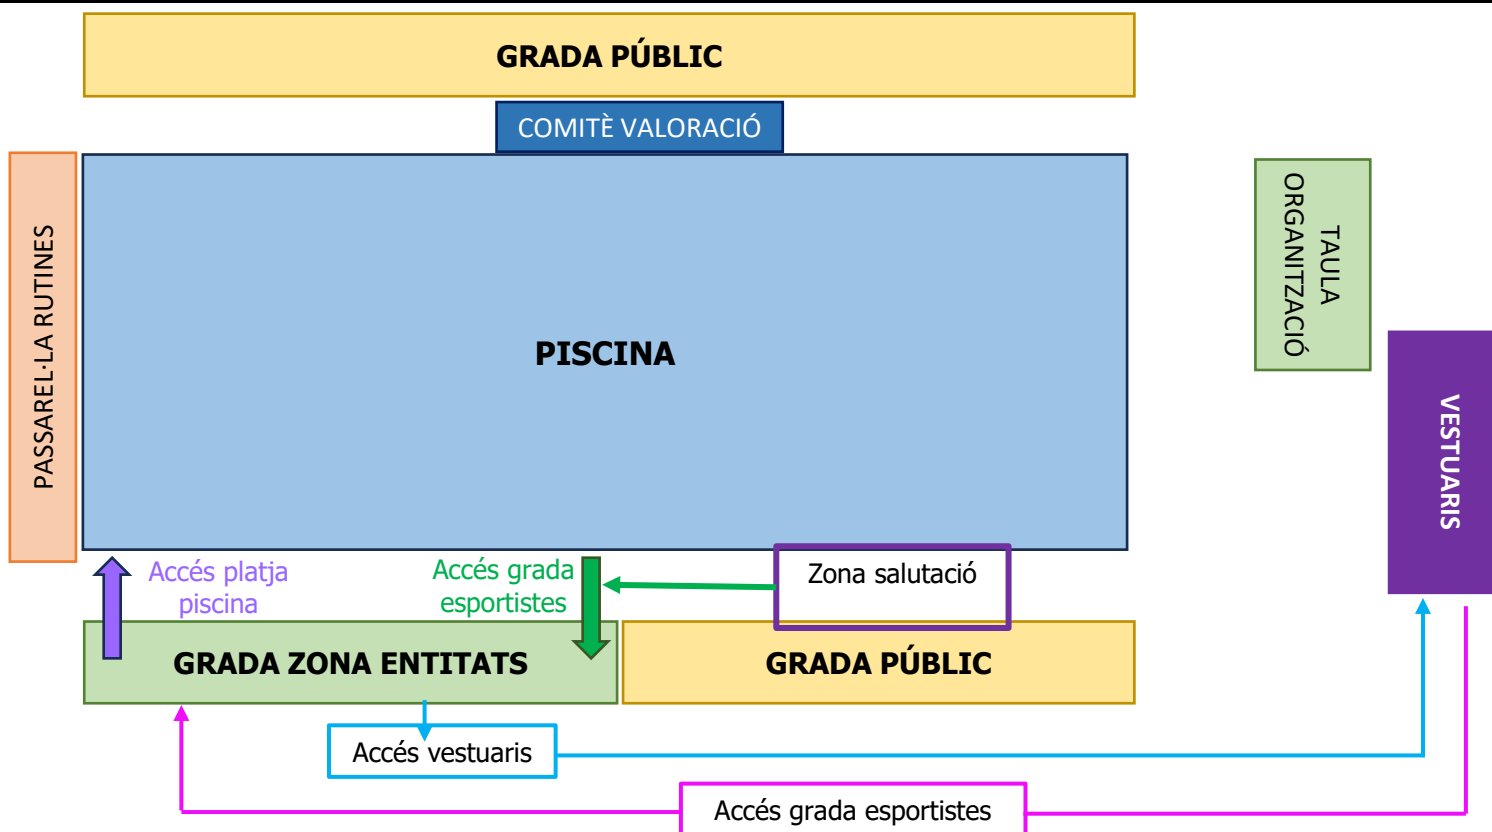 GRADA PÚBLIC
COMITÈ VALORACIÓ
PASSAREL·LA RUTINES
TAULA
ORGANITZACIÓ
PISCINA
VESTUARIS
Accés platja
piscina
Accés grada
esportistes
Zona salutació
GRADA ZONA ENTITATS
GRADA PÚBLIC
Accés vestuaris
Accés grada esportistes